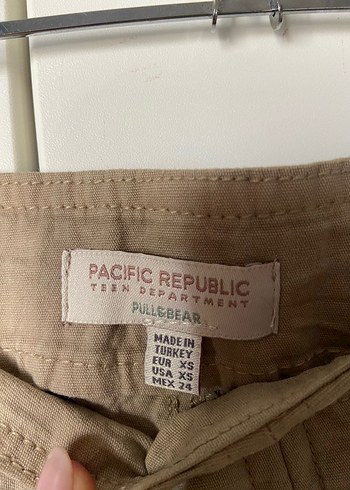 PACIFIC REPUBLIC
TEEN DEPARTMENT
PULL&BEAR
MADE IN
TURKEY
EUR XS
USA XS
MEX 24